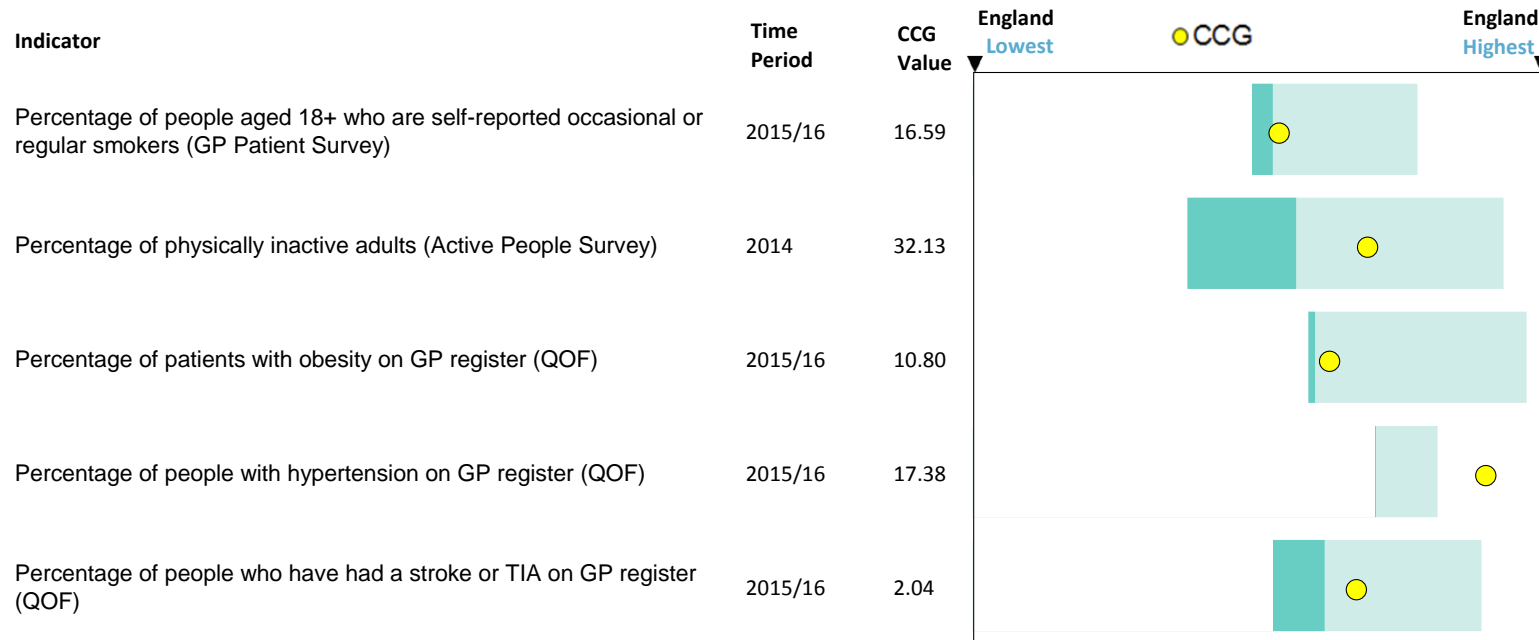 Indicator
Time
Period
CCG
Value
England
Lowest
CCG
England
Highest
Percentage of people aged 18+ who are self-reported occasional or
regular smokers (GP Patient Survey)
2015/16
16.59
Percentage of physically inactive adults (Active People Survey)
2014
32.13
Percentage of patients with obesity on GP register (QOF)
2015/16
10.80
Percentage of people with hypertension on GP register (QOF)
2015/16
17.38
Percentage of people who have had a stroke or TIA on GP register
(QOF)
2015/16
2.04